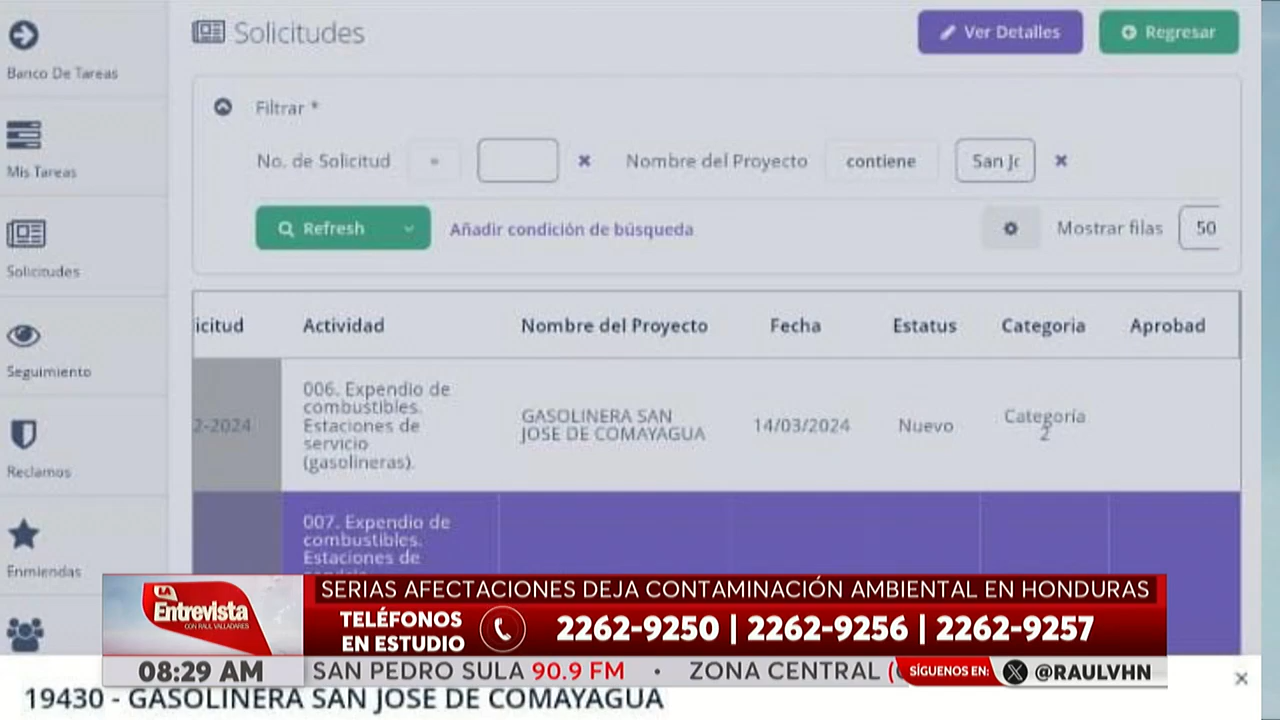 Solicitudes
Ver Detalles
Regresar
Banco De Tareas
Mis Tareas
Solicitudes
Seguimiento
Reclamos
Enmiendas
Filtrar *
No. de Solicitud = Nombre del Proyecto contiene San Jo
Refresh Añadir condición de búsqueda Mostrar filas 50
icitud Actividad Nombre del Proyecto Fecha Estatus Categoria Aprobad
2-2024
006. Expendio de
combustibles.
Estaciones de
servicio
(gasolineras).
GASOLINERA SAN
JOSE DE COMAYAGUA
14/03/2024
Nuevo
Categoría
2
007. Expendio de
combustibles.
Estaciones de
LA
Entrevista
CON RAUL VALLADARES
SERIAS AFECTACIONES DEJA CONTAMINACIÓN AMBIENTAL EN HONDURAS
TELÉFONOS
EN ESTUDIO
2262-9250 | 2262-9256 | 2262-9257
08:29 AM
SAN PEDRO SULA 90.9 FM • ZONA CENTRAL (
SÍGUENOS EN: X @RAULVHN
19430 - GASOLINERA SAN JOSE DE COMAYAGUA